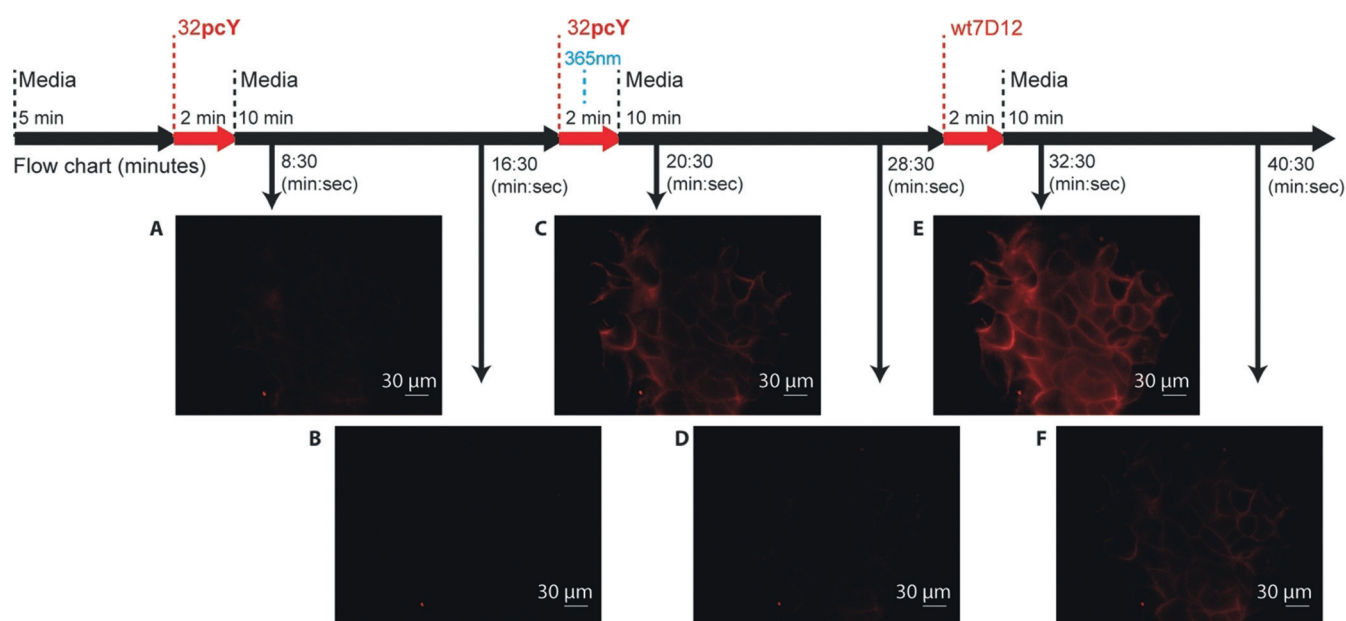 32pcY
32pcY
wt7D12
365nm
Media
Media
Media
Media
5 min
2 min
10 min
2 min
10 min
2 min
10 min
Flow chart (minutes)
8:30
(min:sec)
16:30
(min:sec)
20:30
(min:sec)
28:30
(min:sec)
32:30
(min:sec)
40:30
(min:sec)
A
C
E
30 µm
30 µm
30 µm
B
D
F
30 µm
30 µm
30 µm